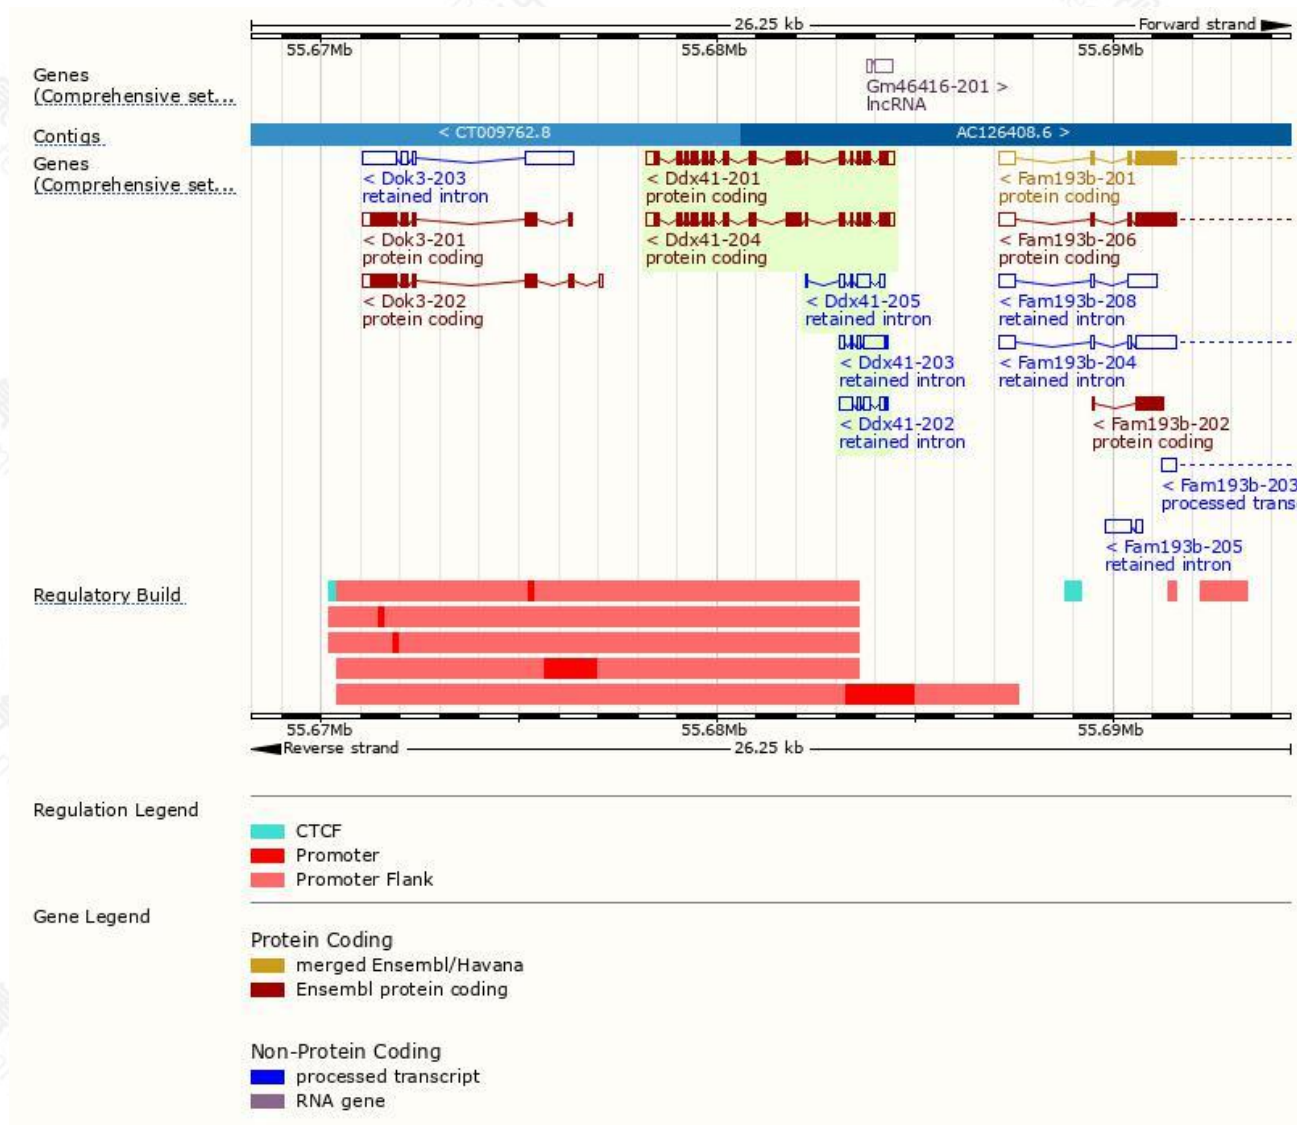 26.25 kb Forward strand
55.67Mb 55.68Mb 55.69Mb
Genes
(Comprehensive set...
Gm46416-201 >
lncRNA
Contigs
< CT009762.8 AC126408.6 >
Genes
(Comprehensive set...
< Dok3-203
retained intron
< Ddx41-201
protein coding
< Fam193b-201
protein coding
< Dok3-201
protein coding
< Ddx41-204
protein coding
< Fam193b-206
protein coding
< Dok3-202
protein coding
< Ddx41-205
retained intron
< Fam193b-208
retained intron
< Ddx41-203
retained intron
< Fam193b-204
retained intron
< Ddx41-202
retained intron
< Fam193b-202
protein coding
< Fam193b-203
processed trans
< Fam193b-205
retained intron
Regulatory Build
55.67Mb 55.68Mb 55.69Mb
Reverse strand 26.25 kb
Regulation Legend
CTCF
Promoter
Promoter Flank
Gene Legend
Protein Coding
merged Ensembl/Havana
Ensembl protein coding
Non-Protein Coding
processed transcript
RNA gene